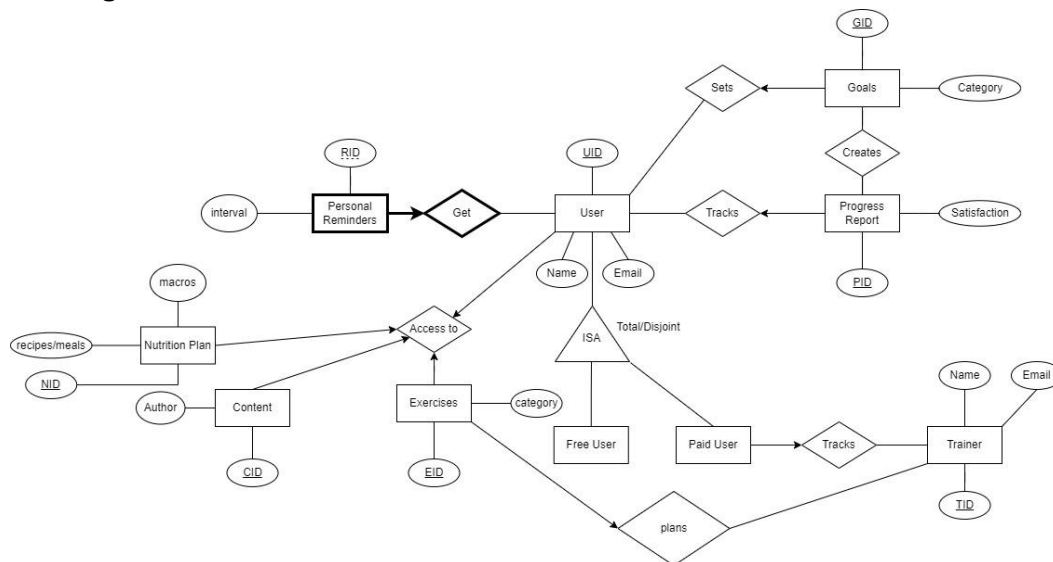 GID
Sets
Goals
Category
RID
UID
Creates
interval
Personal
Reminders
Get
User
Tracks
Progress
Report
Satisfaction
Name
Email
PID
macros
Total/Disjoint
Access to
ISA
recipes/meals
Nutrition Plan
Name
Email
NID
Author
Content
Exercises
category
Free User
Paid User
Tracks
Trainer
CID
EID
TID
plans